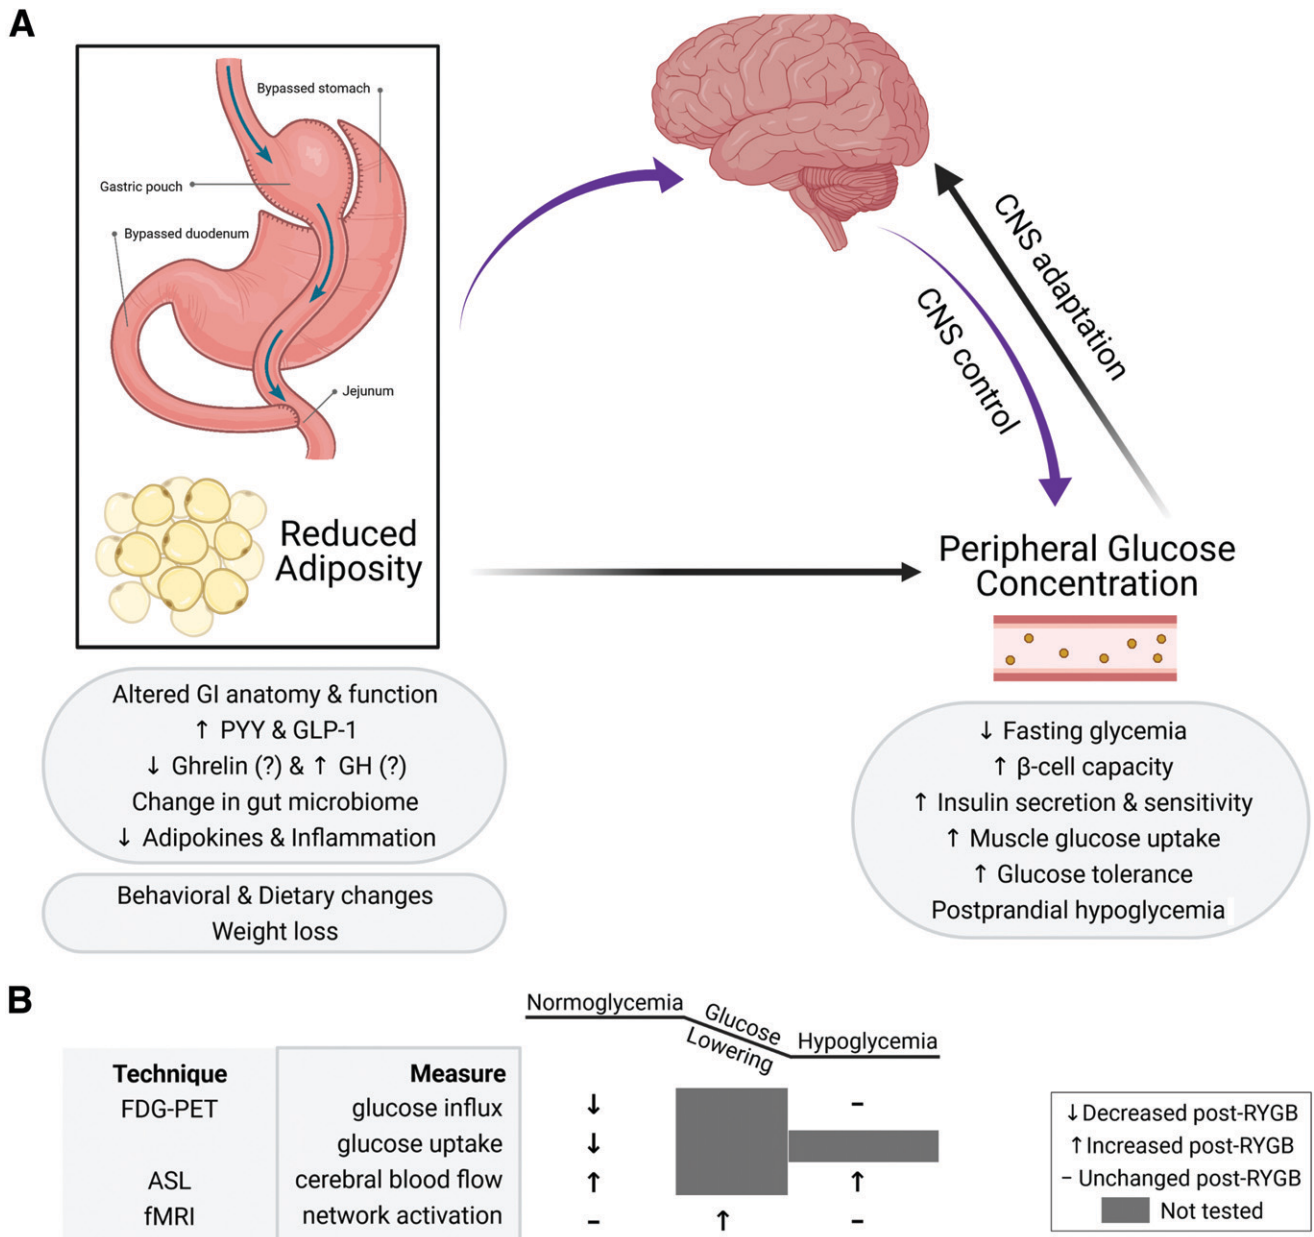 A
Bypassed stomach
Gastric pouch
Bypassed duodenum
Jejunum
Reduced
Adiposity
CNS adaptation
CNS control
Peripheral Glucose
Concentration
Altered GI anatomy & function
↑ PYY & GLP-1
↓ Ghrelin (?) & ↑ GH (?)
Change in gut microbiome
↓ Adipokines & Inflammation
Behavioral & Dietary changes
Weight loss
↓ Fasting glycemia
↑ β-cell capacity
↑ Insulin secretion & sensitivity
↑ Muscle glucose uptake
↑ Glucose tolerance
Postprandial hypoglycemia
B
Normoglycemia
Glucose
Lowering
Hypoglycemia
Technique Measure
FDG-PET glucose influx ↓ –
glucose uptake ↓
ASL cerebral blood flow ↑ ↑
fMRI network activation – ↑ –
↓ Decreased post-RYGB
↑ Increased post-RYGB
– Unchanged post-RYGB
Not tested